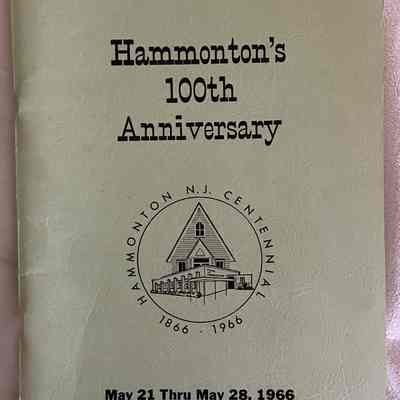 Hammonton's
100th
Anniversary
HAMMONTON N.J. CENTENNIAL
1866 - 1966
May 21 Thru May 28, 1966